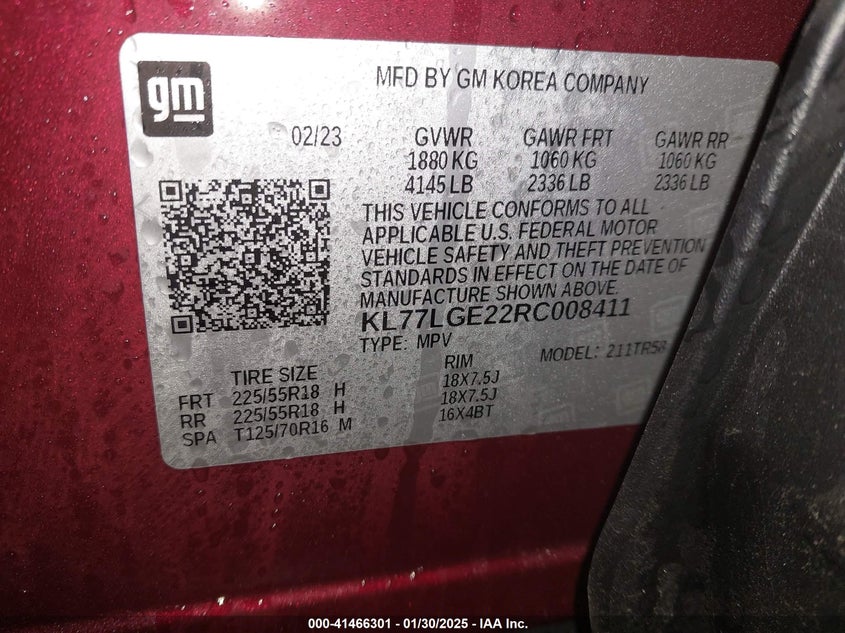 gm
MFD BY GM KOREA COMPANY
02/23 GVWR GAWR FRT GAWR RR
1880 KG 1060 KG 1060 KG
4145 LB 2336 LB 2336 LB
THIS VEHICLE CONFORMS TO ALL
APPLICABLE U.S. FEDERAL MOTOR
VEHICLE SAFETY AND THEFT PREVENTION
STANDARDS IN EFFECT ON THE DATE OF
MANUFACTURE SHOWN ABOVE.
KL77LGE22RC008411
TYPE: MPV MODEL:
TIRE SIZE RIM
FRT 225/55R18 H 18X7.5J
RR 225/55R18 H 18X7.5J
SPA T125/70R16 M 16X4BT
000-41466301 - 01/30/2025 - IAA Inc.